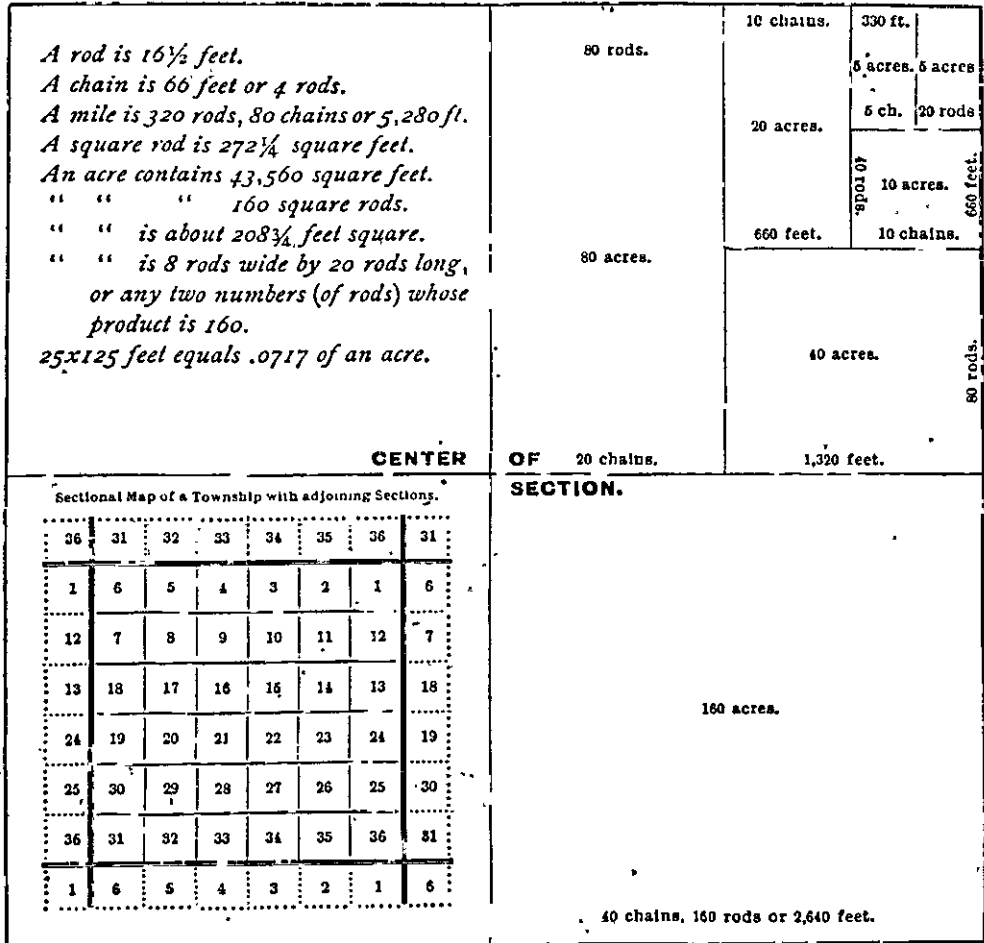 A rod is 16½ feet.
A chain is 66 feet or 4 rods.
A mile is 320 rods, 80 chains or 5,280 ft.
A square rod is 272¼ square feet.
An acre contains 43,560 square feet.
“ “ “ 160 square rods.
“ “ is about 208¾ feet square.
“ “ is 8 rods wide by 20 rods long,
or any two numbers (of rods) whose
product is 160.
25x125 feet equals .0717 of an acre.
80 rods.
80 acres.
20 chains.
10 chains.
20 acres.
660 feet.
330 ft.
5 acres. 5 acres
5 ch. 20 rods
40 rods.
10 acres.
660 feet.
10 chains.
40 acres.
80 rods.
1,320 feet.
CENTER OF
SECTION.
Sectional Map of a Township with adjoining Sections.
36 31 32 33 34 35 36 31
1 6 5 4 3 2 1 6
12 7 8 9 10 11 12 7
13 18 17 16 15 14 13 18
24 19 20 21 22 23 24 19
25 30 29 28 27 26 25 30
36 31 32 33 34 35 36 31
1 6 5 4 3 2 1 6
160 acres.
40 chains, 160 rods or 2,640 feet.